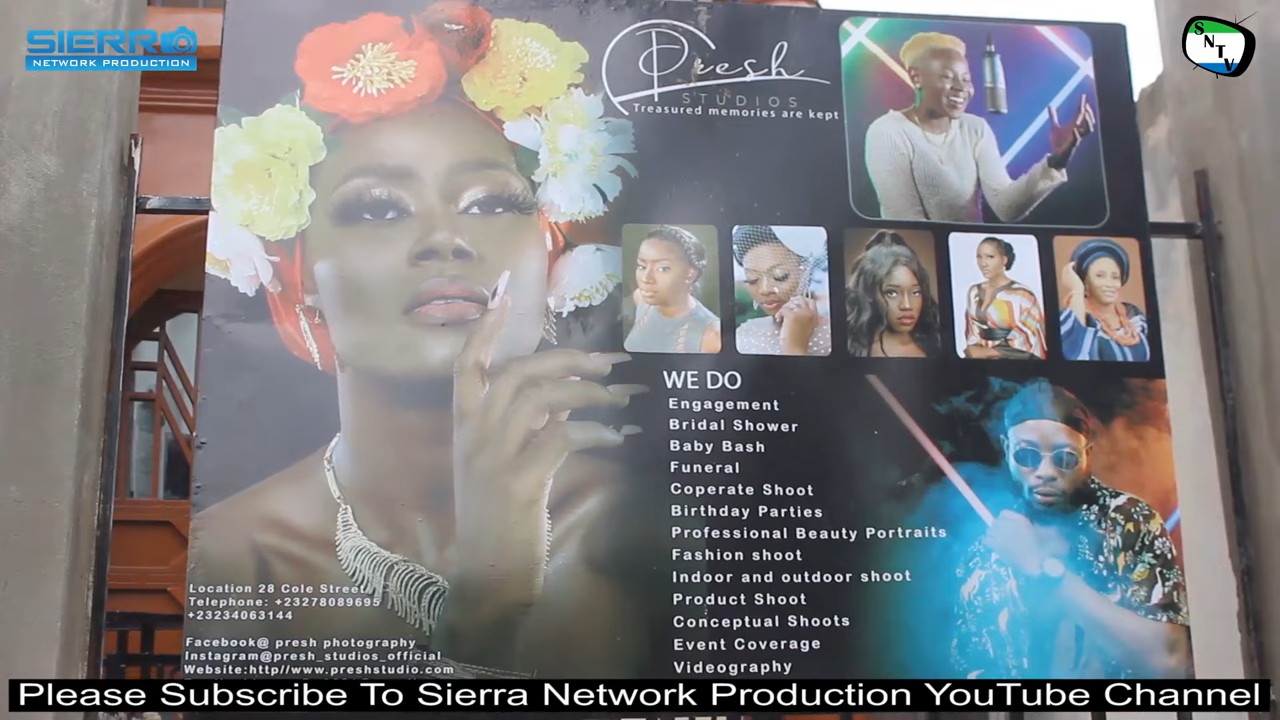 SIERR
NETWORK PRODUCTION
SNTV
Presh
STUDIOS
Treasured memories are kept
WE DO
Engagement
Bridal Shower
Baby Bash
Funeral
Coperate Shoot
Birthday Parties
Professional Beauty Portraits
Fashion shoot
Indoor and outdoor shoot
Product Shoot
Conceptual Shoots
Event Coverage
Videography
Location 28 Cole Street
Telephone: +23278089695
+23234063144
Facebook@ presh photography
Instagram@presh_studios_official
Website:http//www.preshstudio.com
Please Subscribe To Sierra Network Production YouTube Channel